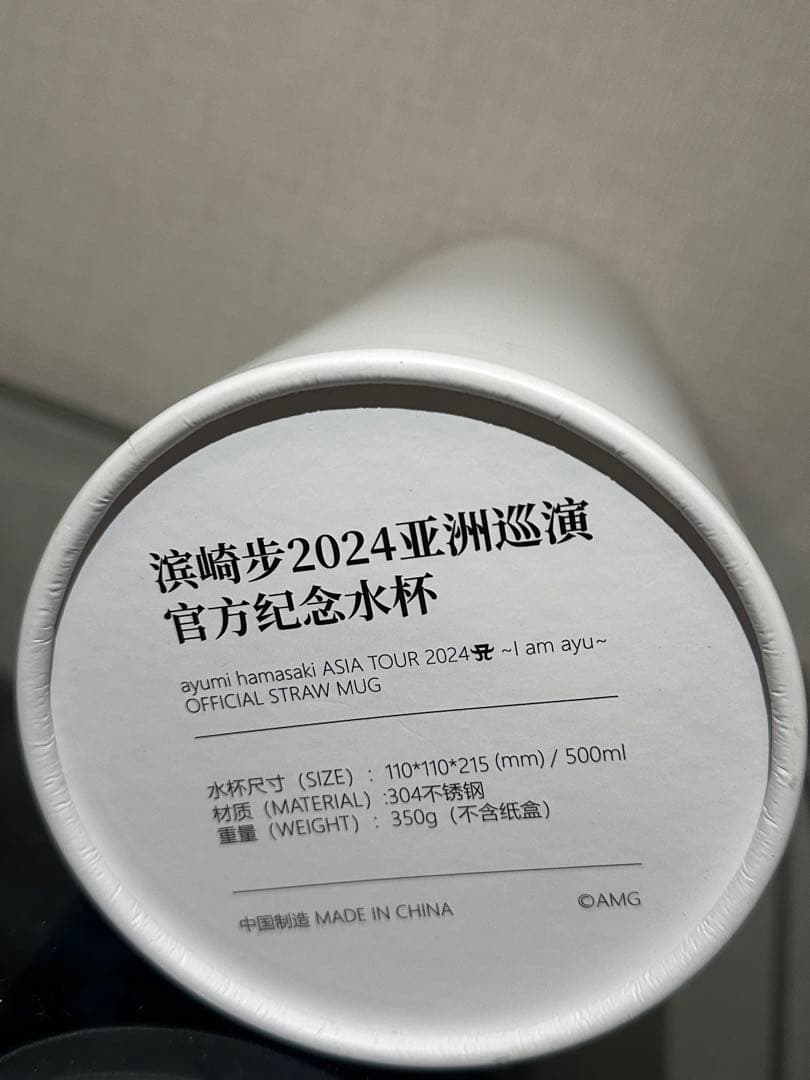 滨崎步2024亚洲巡演
官方纪念水杯
ayumi hamasaki ASIA TOUR 2024 ~I am ayu~
OFFICIAL STRAW MUG
水杯尺寸（SIZE）：110*110*215 (mm) / 500ml
材质（MATERIAL）:304不锈钢
重量（WEIGHT）：350g（不含纸盒）
中国制造 MADE IN CHINA
©AMG